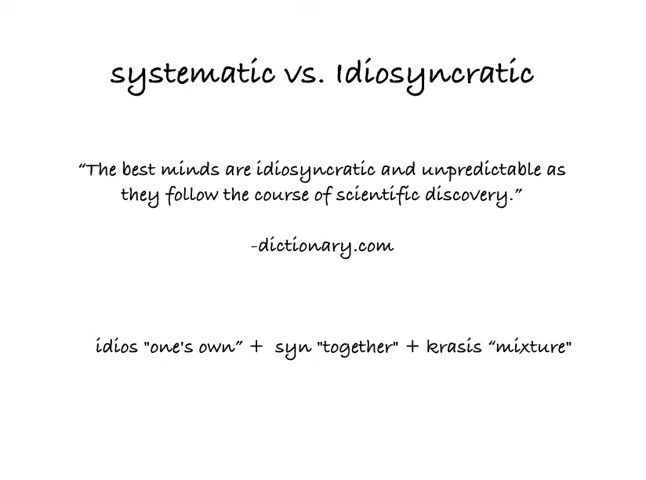 systematic vs. Idiosyncratic
“The best minds are idiosyncratic and unpredictable as
they follow the course of scientific discovery.”
-dictionary.com
idios "one's own” + syn "together" + krasis “mixture"